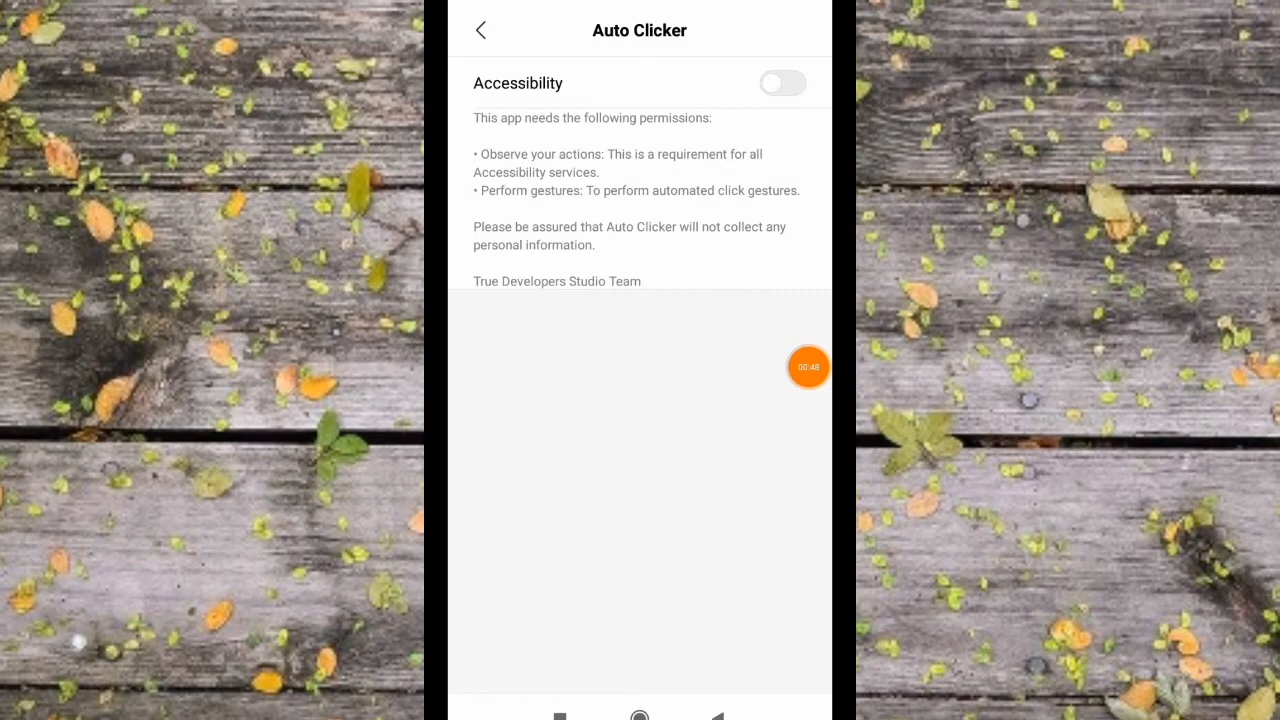 Auto Clicker
Accessibility
This app needs the following permissions:
• Observe your actions: This is a requirement for all
Accessibility services.
• Perform gestures: To perform automated click gestures.
Please be assured that Auto Clicker will not collect any
personal information.
True Developers Studio Team
00:48